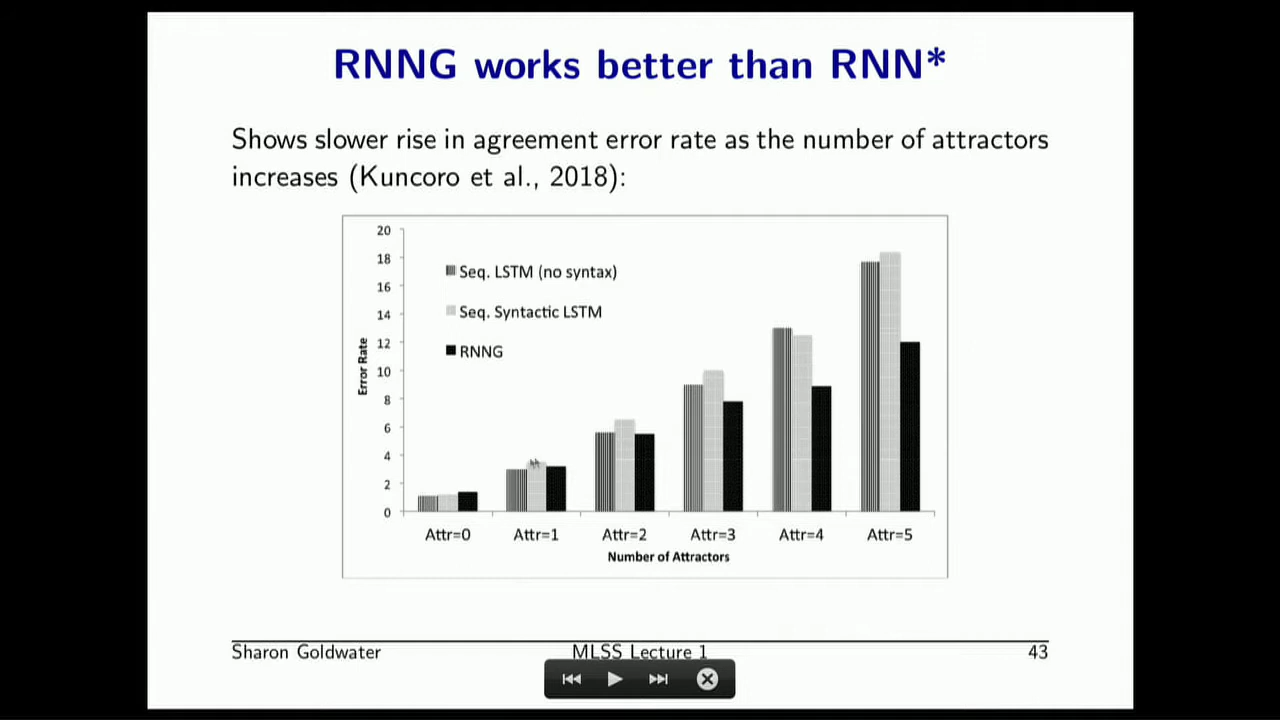 RNNG works better than RNN*
Shows slower rise in agreement error rate as the number of attractors
increases (Kuncoro et al., 2018):
20
18
16
14
12
10
8
6
4
2
0
Error Rate
Seq. LSTM (no syntax)
Seq. Syntactic LSTM
RNNG
Attr=0 Attr=1 Attr=2 Attr=3 Attr=4 Attr=5
Number of Attractors
Sharon Goldwater MLSS Lecture 1 43